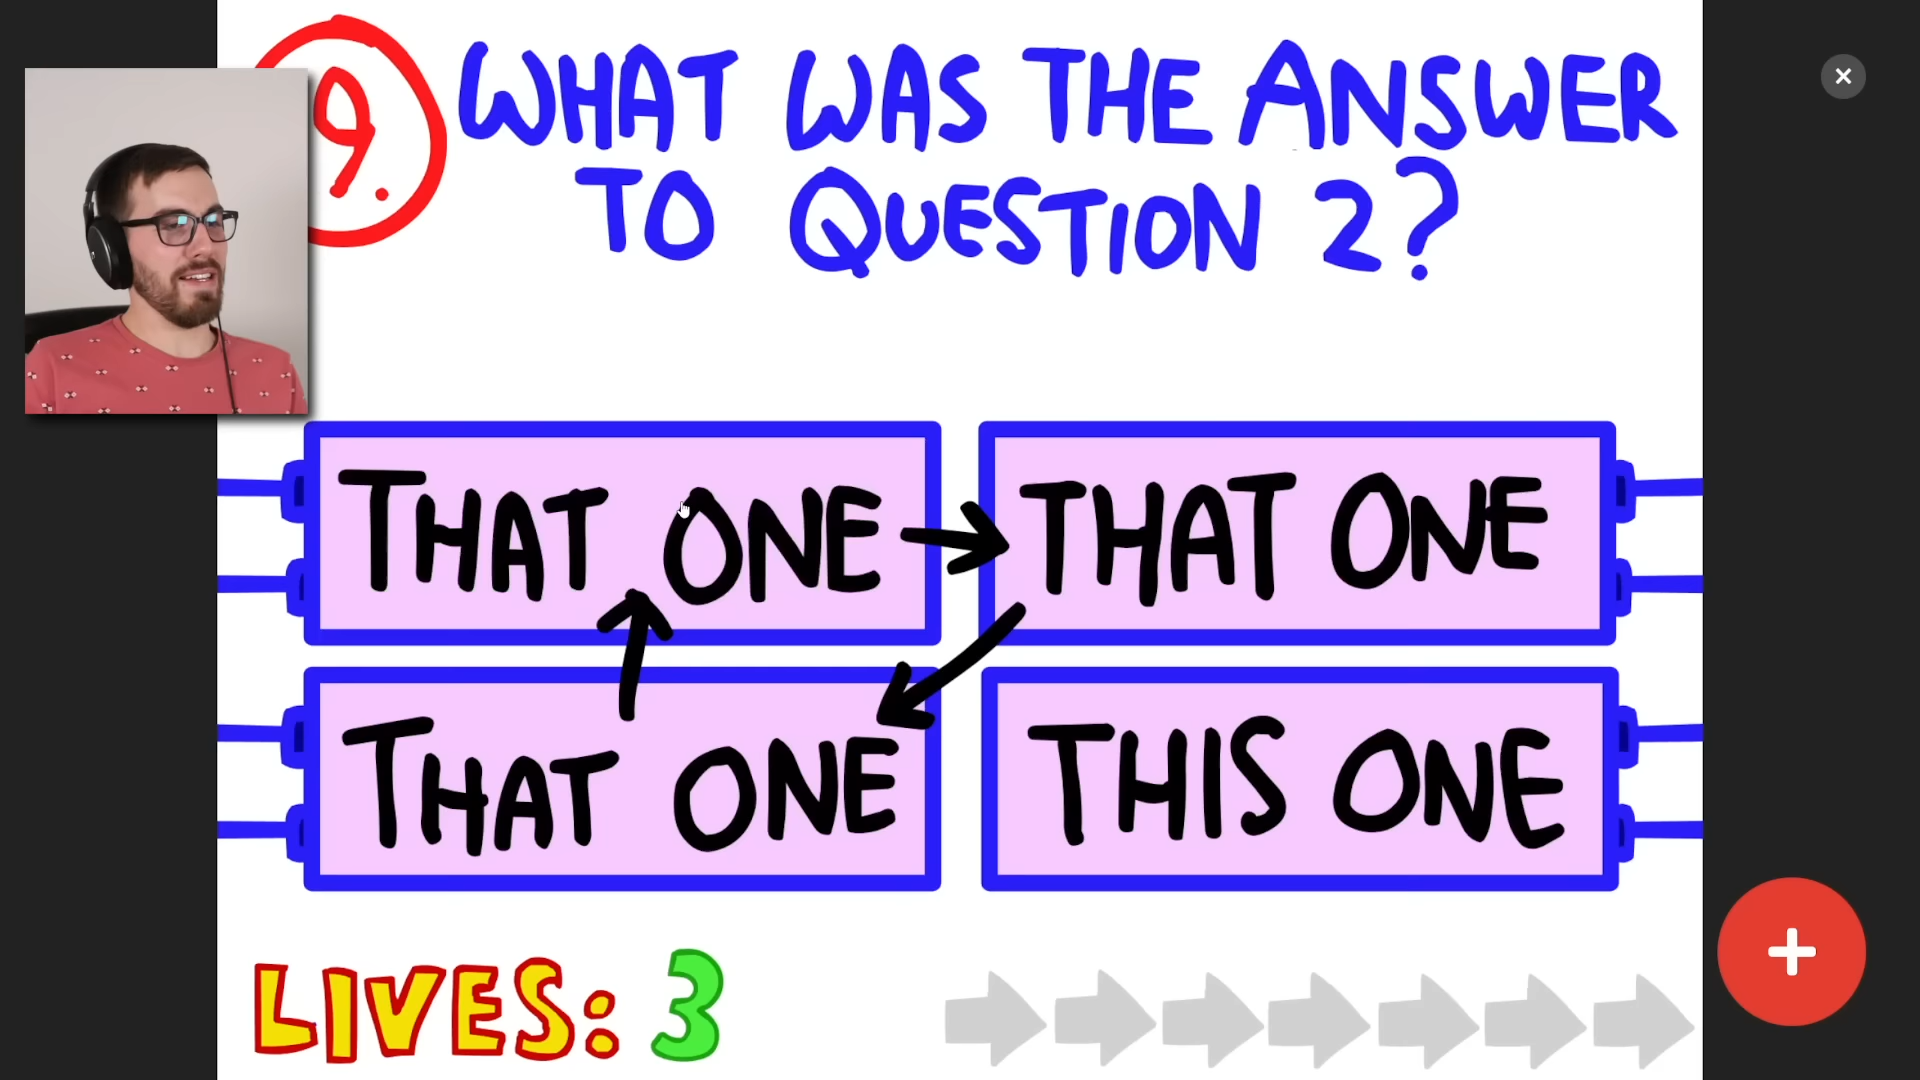 9. WHAT WAS THE ANSWER
TO QUESTION 2?
THAT ONE
THAT ONE
THAT ONE
THIS ONE
LIVES: 3